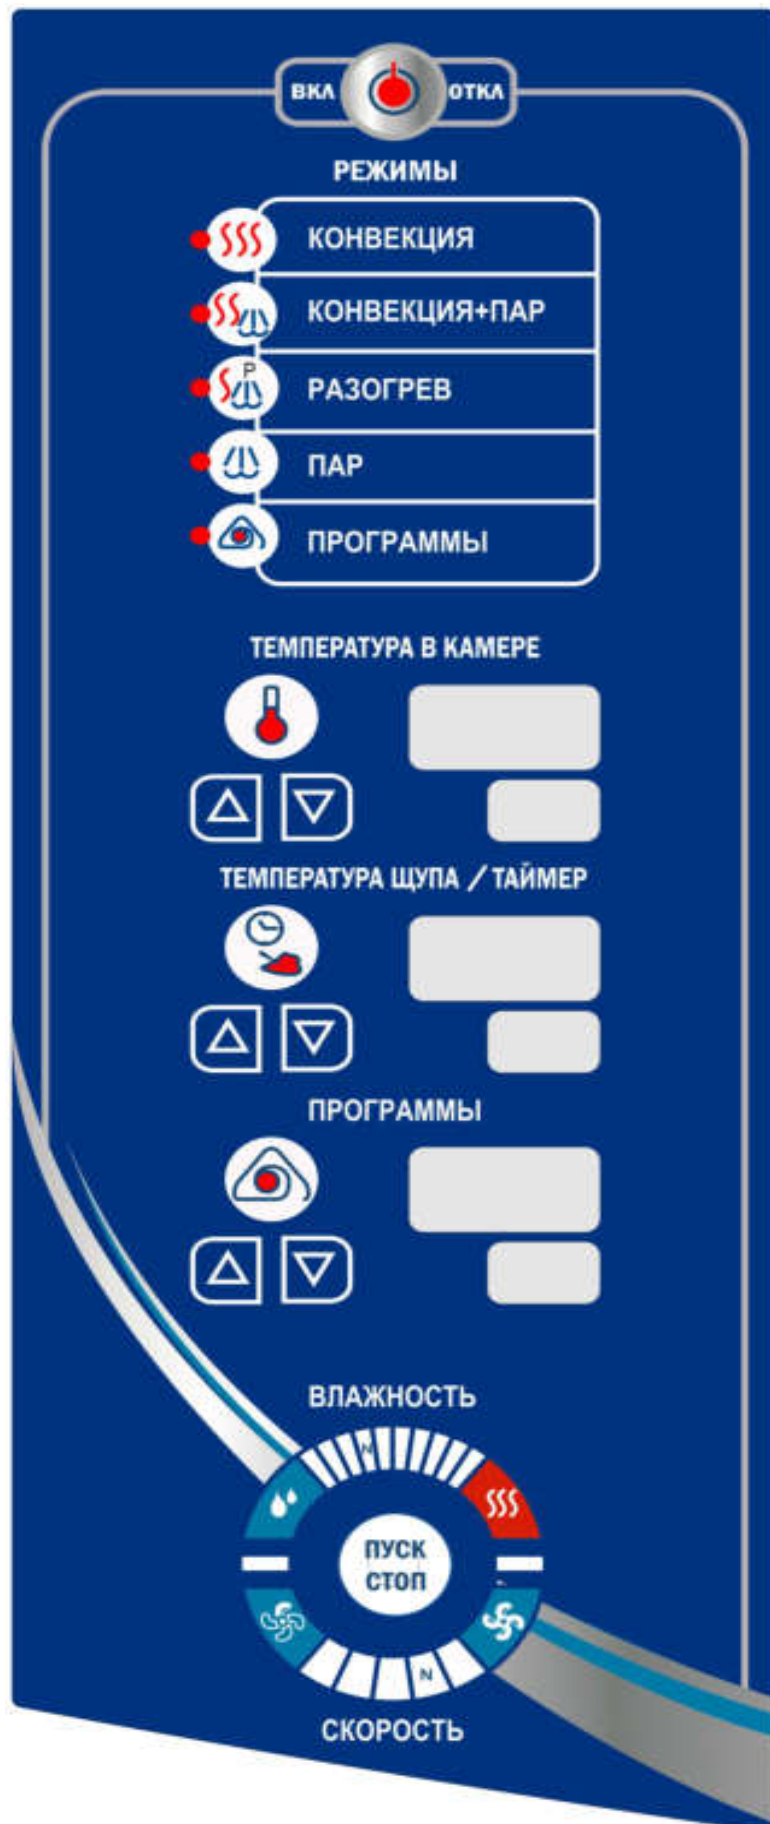 ВКЛ ОТКЛ
РЕЖИМЫ
КОНВЕКЦИЯ
КОНВЕКЦИЯ+ПАР
P
РАЗОГРЕВ
ПАР
ПРОГРАММЫ
ТЕМПЕРАТУРА В КАМЕРЕ
ТЕМПЕРАТУРА ЩУПА / ТАЙМЕР
ПРОГРАММЫ
ВЛАЖНОСТЬ
N
ПУСК
СТОП
N
СКОРОСТЬ